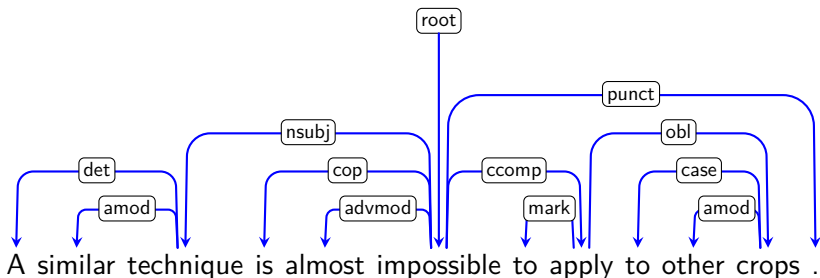 root
punct
nsubj obl
det cop ccomp case
amod advmod mark amod
A similar technique is almost impossible to apply to other crops .